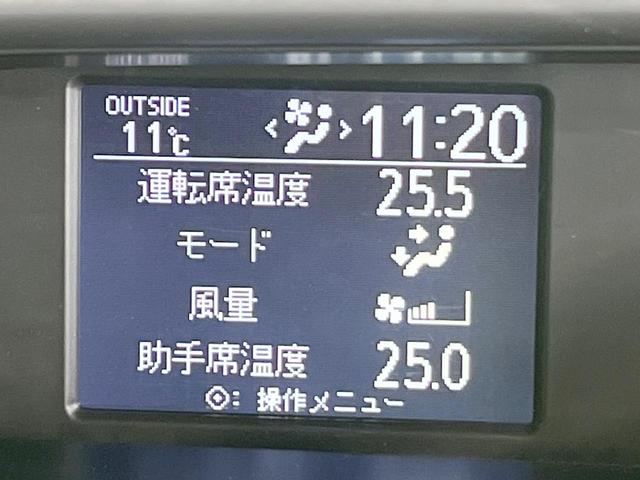 OUTSIDE
11℃ < > 11:20
運転席温度 25.5
モード
風量
助手席温度 25.0
◎: 操作メニュー